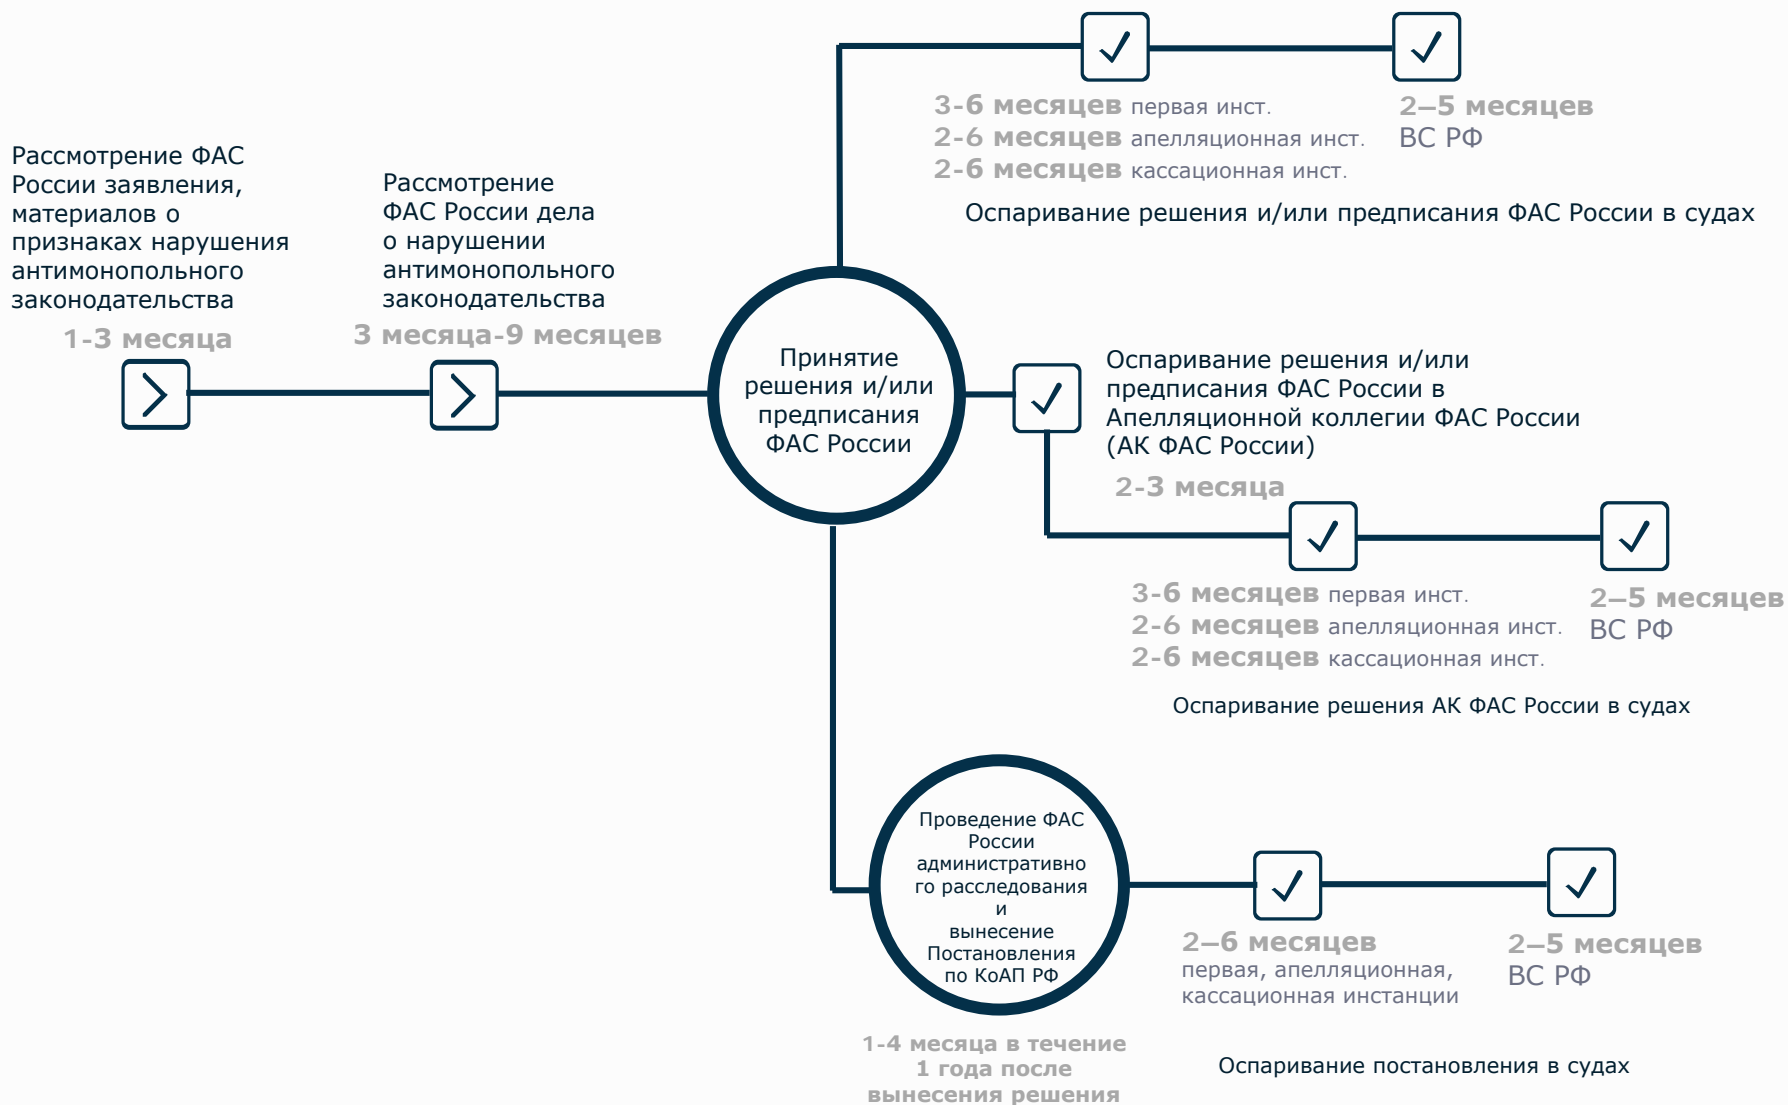 Рассмотрение ФАС
России заявления,
материалов о
признаках нарушения
антимонопольного
законодательства
1-3 месяца
Рассмотрение
ФАС России дела
о нарушении
антимонопольного
законодательства
3 месяца-9 месяцев
Принятие
решения и/или
предписания
ФАС России
3-6 месяцев первая инст.
2-6 месяцев апелляционная инст.
2-6 месяцев кассационная инст.
2–5 месяцев
ВС РФ
Оспаривание решения и/или предписания ФАС России в судах
Оспаривание решения и/или
предписания ФАС России в
Апелляционной коллегии ФАС России
(АК ФАС России)
2-3 месяца
3-6 месяцев первая инст.
2-6 месяцев апелляционная инст.
2-6 месяцев кассационная инст.
2–5 месяцев
ВС РФ
Оспаривание решения АК ФАС России в судах
Проведение ФАС
России
административно
го расследования
и
вынесение
Постановления
по КоАП РФ
1-4 месяца в течение
1 года после
вынесения решения
2–6 месяцев
первая, апелляционная,
кассационная инстанции
2–5 месяцев
ВС РФ
Оспаривание постановления в судах